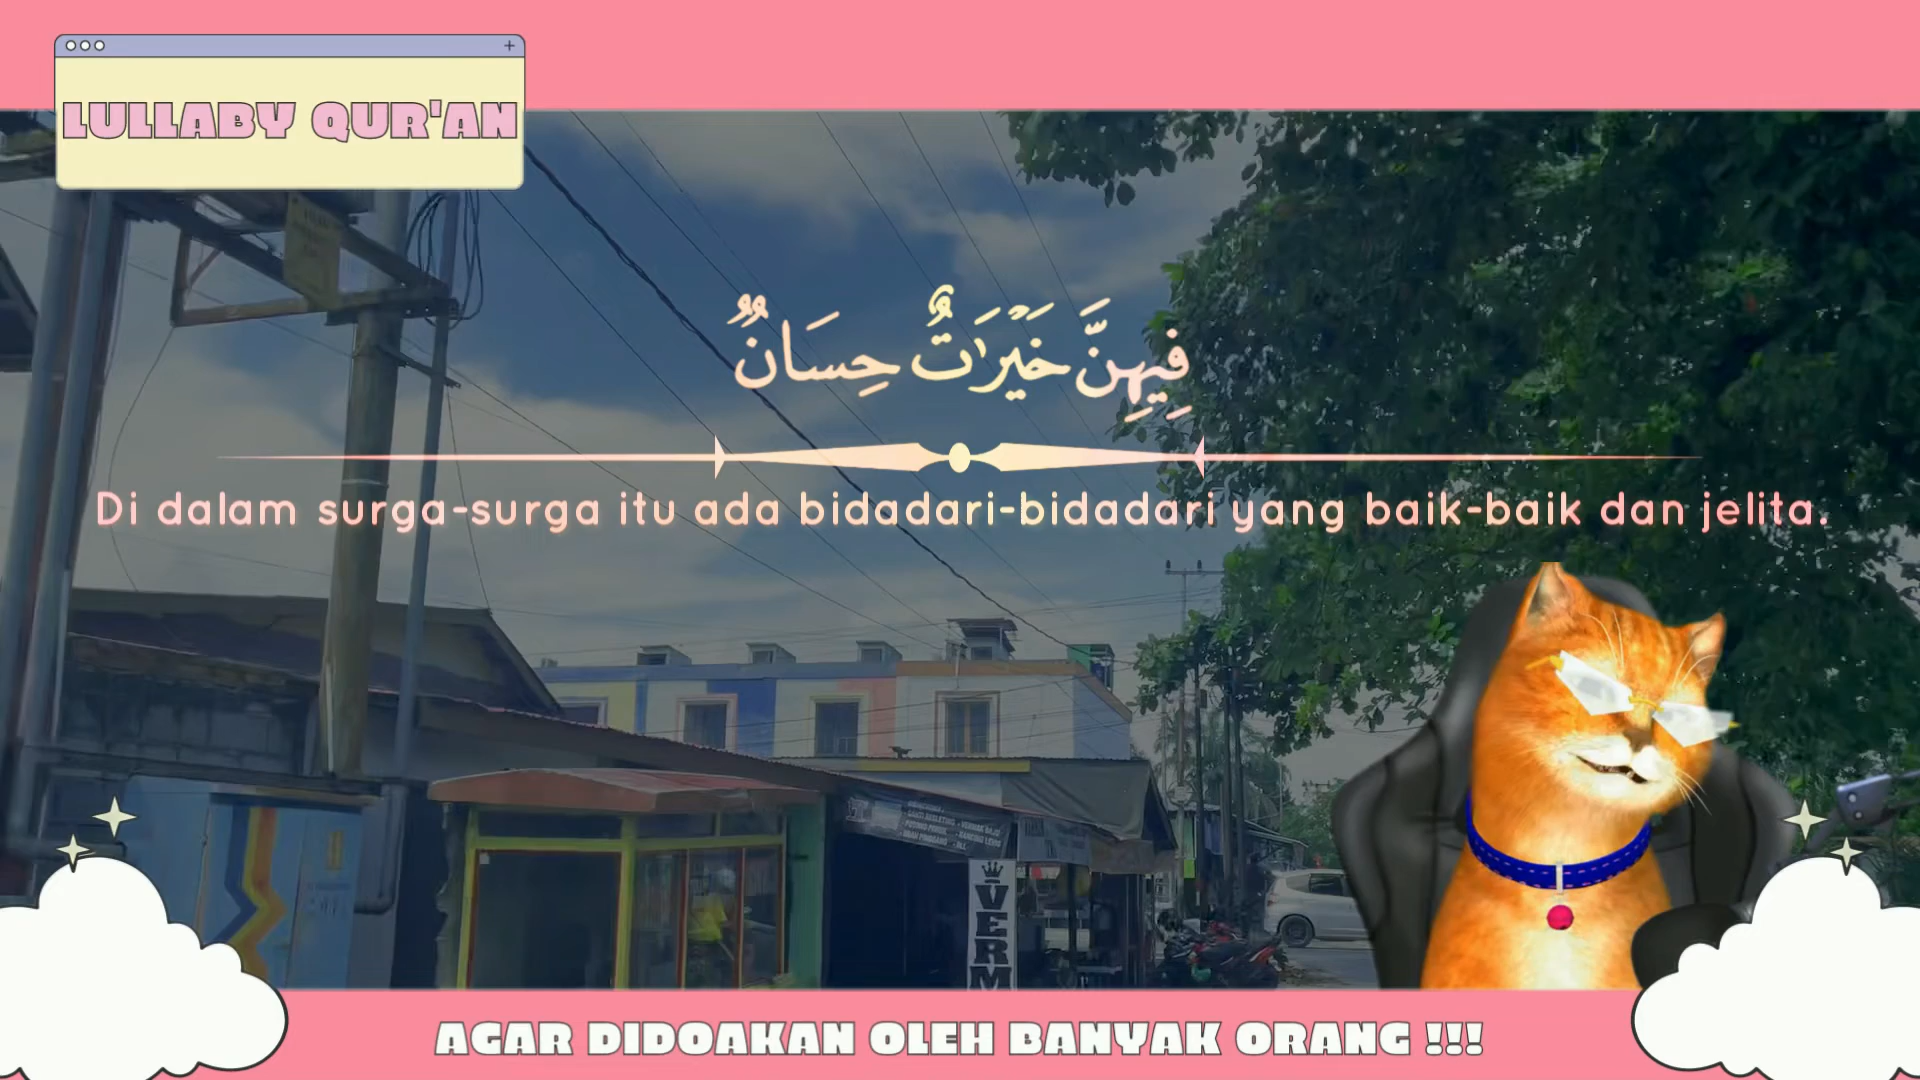 LULLABY QUR'AN
فِيهِنَّ خَيْرَٰتٌ حِسَانٌ
Di dalam surga-surga itu ada bidadari-bidadari yang baik-baik dan jelita.
VERM
AGAR DIDOAKAN OLEH BANYAK ORANG !!!